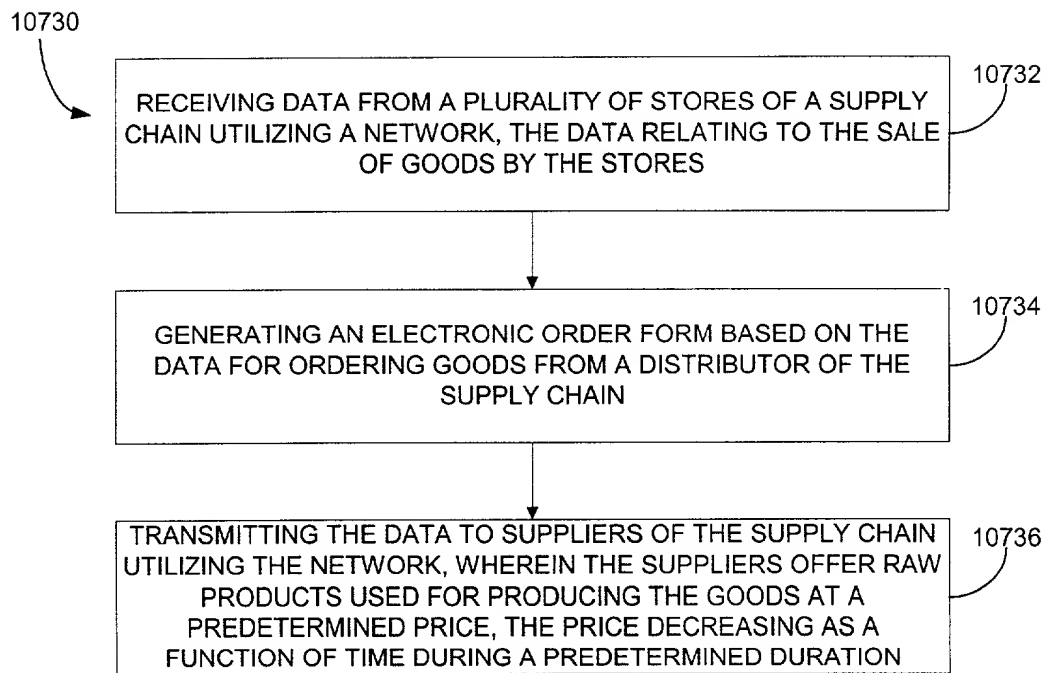 10730
10732
RECEIVING DATA FROM A PLURALITY OF STORES OF A SUPPLY
CHAIN UTILIZING A NETWORK, THE DATA RELATING TO THE SALE
OF GOODS BY THE STORES
10734
GENERATING AN ELECTRONIC ORDER FORM BASED ON THE
DATA FOR ORDERING GOODS FROM A DISTRIBUTOR OF THE
SUPPLY CHAIN
10736
TRANSMITTING THE DATA TO SUPPLIERS OF THE SUPPLY CHAIN
UTILIZING THE NETWORK, WHEREIN THE SUPPLIERS OFFER RAW
PRODUCTS USED FOR PRODUCING THE GOODS AT A
PREDETERMINED PRICE, THE PRICE DECREASING AS A
FUNCTION OF TIME DURING A PREDETERMINED DURATION